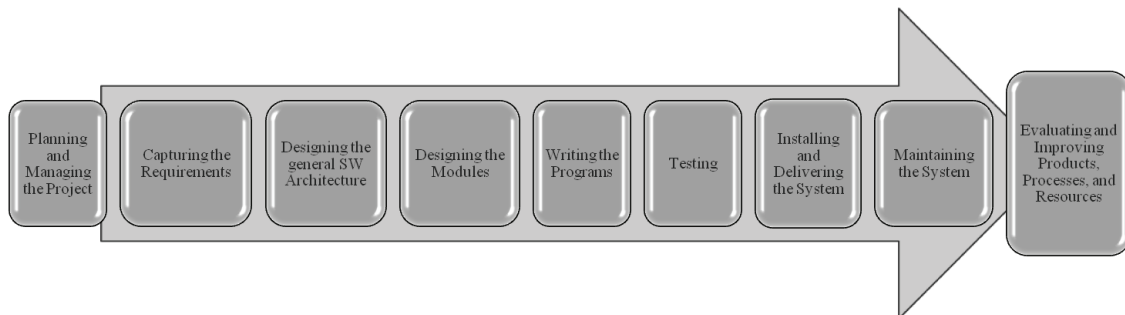 Planning
and
Managing
the Project
Capturing the
Requirements
Designing the
general SW
Architecture
Designing the
Modules
Writing the
Programs
Testing
Installing
and
Delivering
the System
Maintaining
the System
Evaluating and
Improving
Products,
Processes, and
Resources